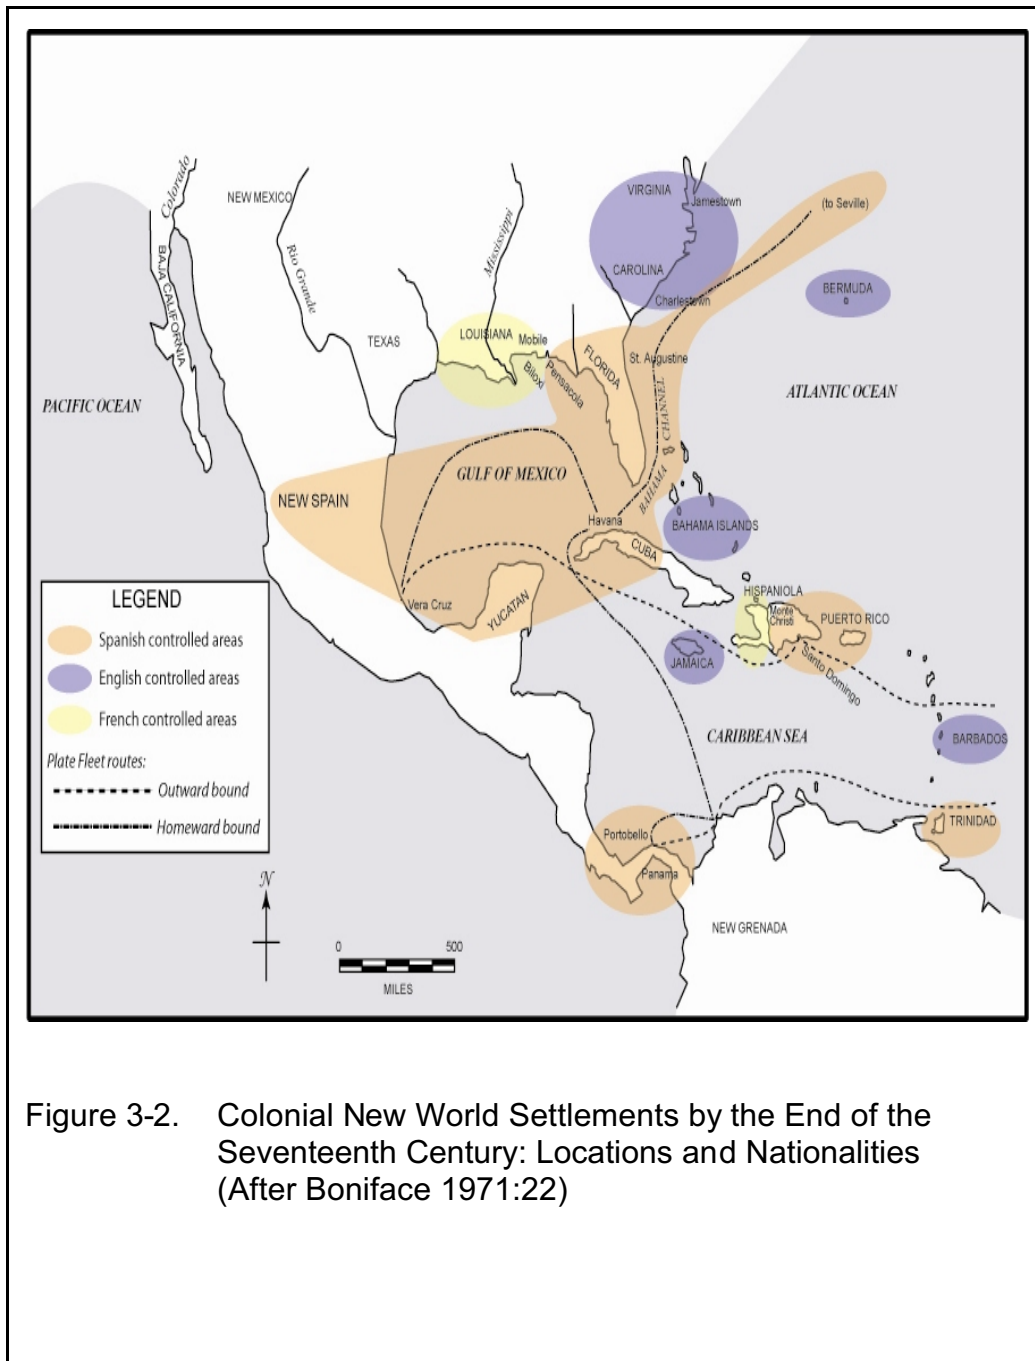 Colorado
NEW MEXICO
VIRGINIA
Jamestown
(to Seville)
BAJA CALIFORNIA
Rio Grande
Mississippi
CAROLINA
Charlestown
BERMUDA
TEXAS
LOUISIANA
Mobile
Biloxi
Pensacola
FLORIDA
St. Augustine
PACIFIC OCEAN
ATLANTIC OCEAN
BAHAMA CHANNEL
GULF OF MEXICO
NEW SPAIN
Havana
BAHAMA ISLANDS
CUBA
Vera Cruz
YUCATAN
HISPANIOLA
Monte
Christi
PUERTO RICO
JAMAICA
Santo Domingo
CARIBBEAN SEA
BARBADOS
Portobello
TRINIDAD
Panama
NEW GRENADA
LEGEND
Spanish controlled areas
English controlled areas
French controlled areas
Plate Fleet routes:
Outward bound
Homeward bound
N
0 500
MILES
Figure 3-2. Colonial New World Settlements by the End of the
Seventeenth Century: Locations and Nationalities
(After Boniface 1971:22)